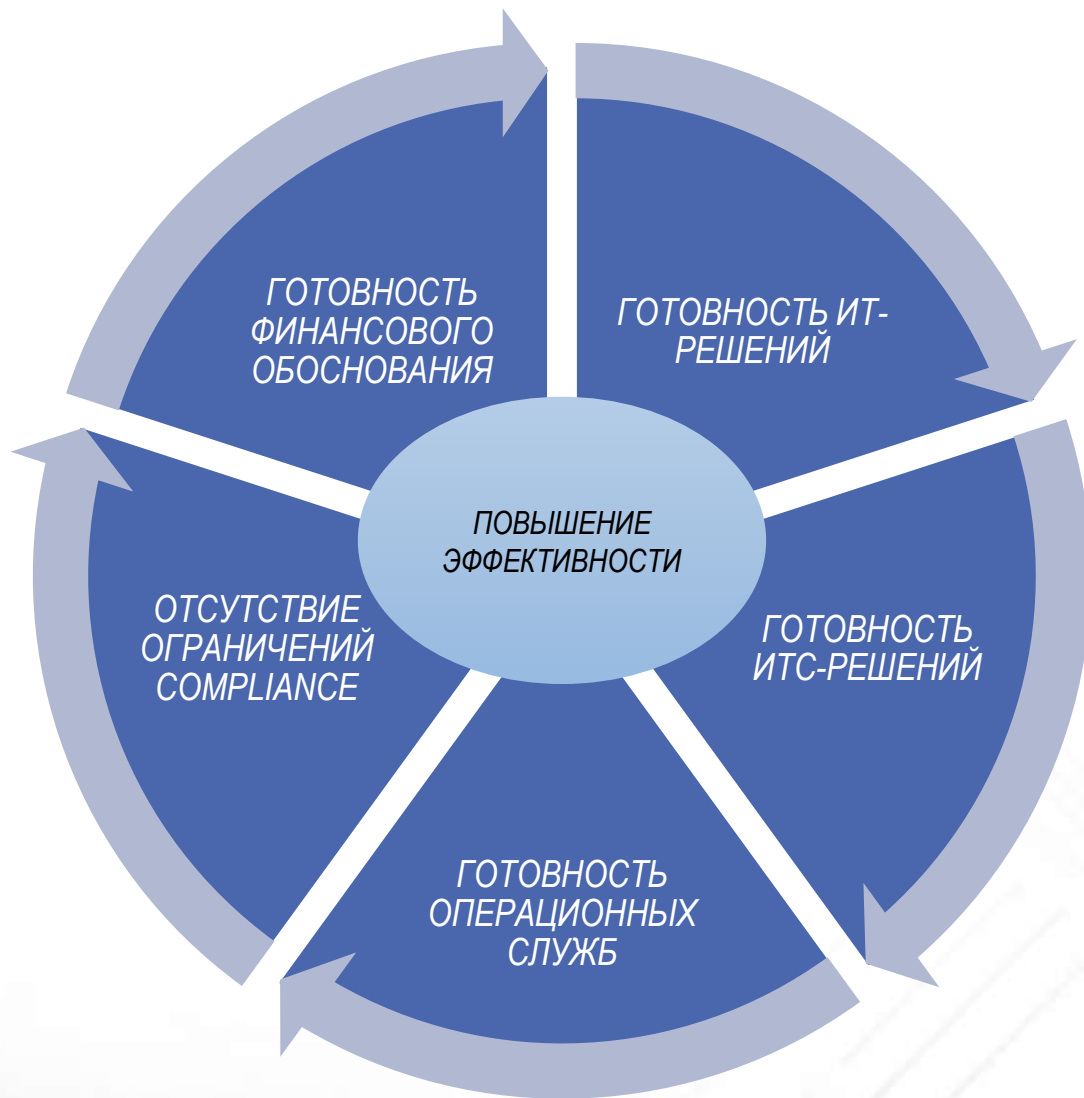 ГОТОВНОСТЬ
ФИНАНСОВОГО
ОБОСНОВАНИЯ
ГОТОВНОСТЬ ИТ-
РЕШЕНИЙ
ПОВЫШЕНИЕ
ЭФФЕКТИВНОСТИ
ОТСУТСТВИЕ
ОГРАНИЧЕНИЙ
COMPLIANCE
ГОТОВНОСТЬ
ИТС-РЕШЕНИЙ
ГОТОВНОСТЬ
ОПЕРАЦИОННЫХ
СЛУЖБ